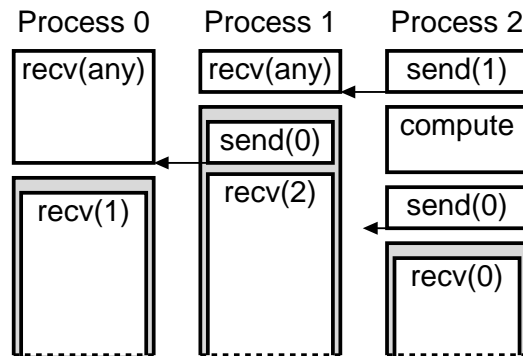 Process 0 Process 1 Process 2
recv(any) recv(any) send(1)
compute
send(0)
recv(2)
recv(1) send(0)
recv(0)